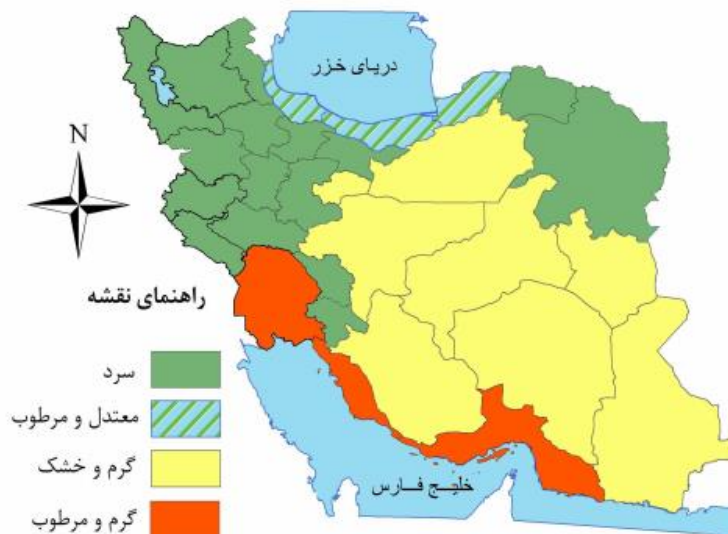 دریای خزر
N
راهنمای نقشه
سرد
معتدل و مرطوب
گرم و خشک
گرم و مرطوب
خلیج فارس